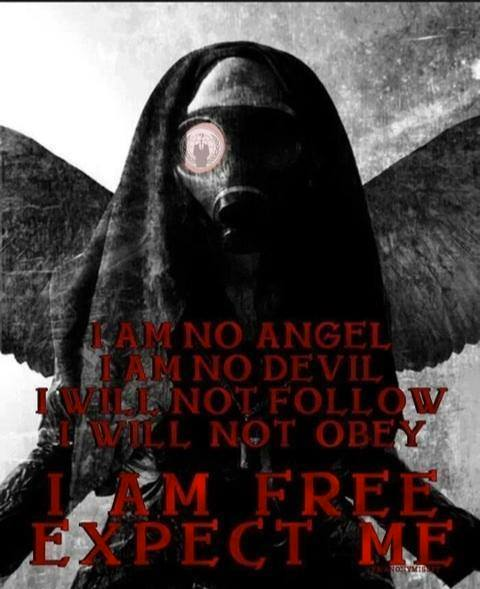 I AM NO ANGEL
I AM NO DEVIL
I WILL NOT FOLLOW
I WILL NOT OBEY
I AM FREE
EXPECT ME